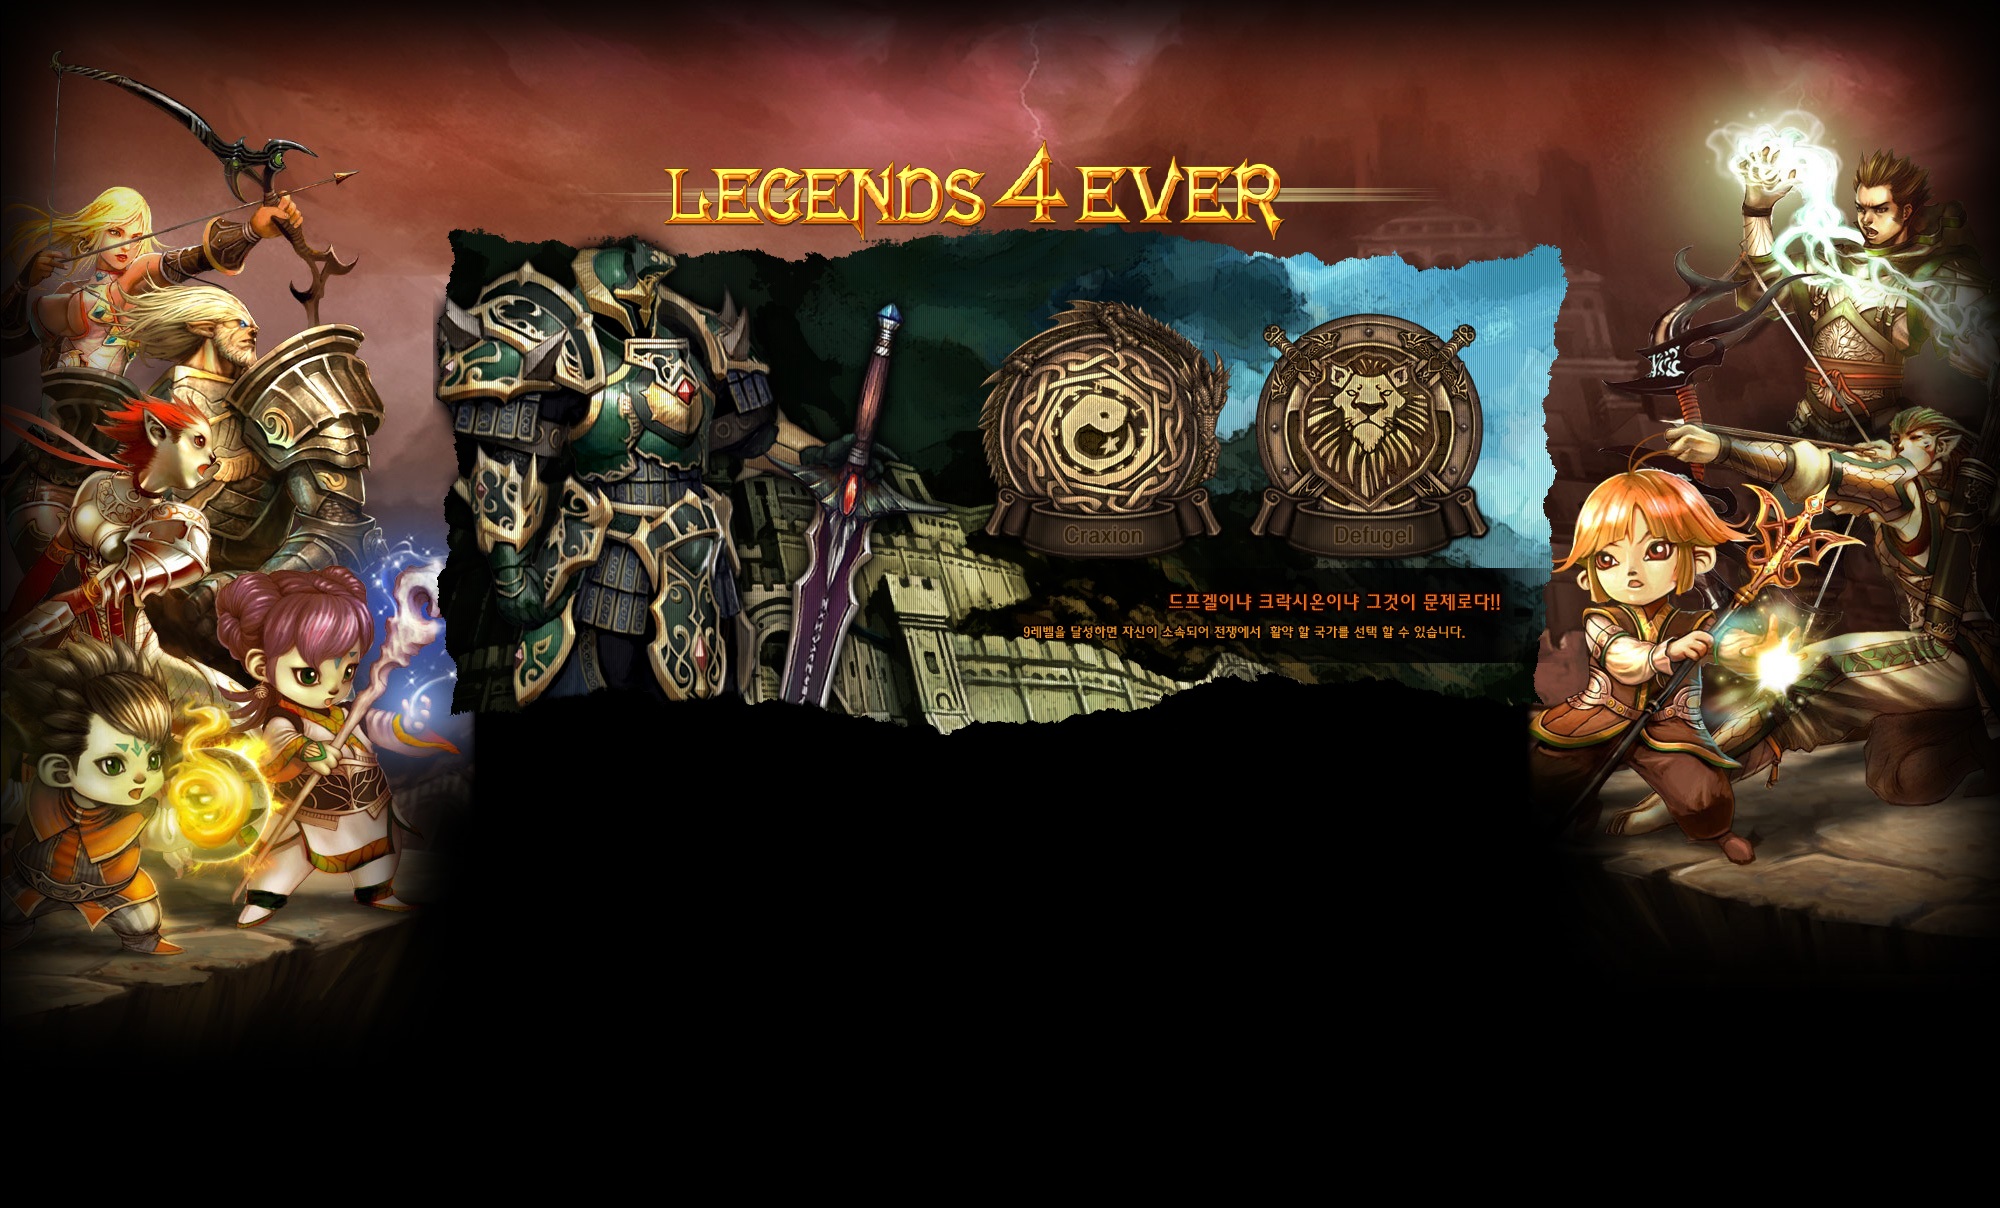 LEGENDS 4 EVER
Craxion
Defugel
드프겔이냐 크락시온이냐 그것이 문제로다!!
9레벨을 달성하면 자신이 소속되어 전쟁에서 활약 할 국가를 선택 할 수 있습니다.